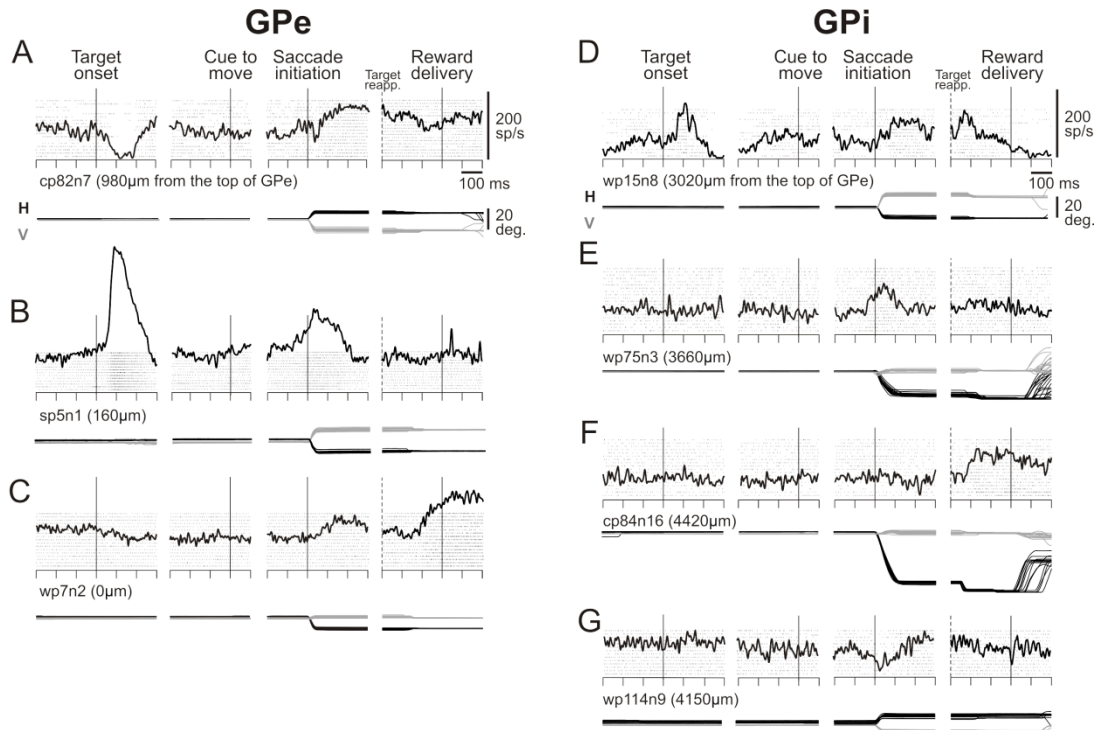 GPe
A
Target onset
Cue to move
Saccade initiation
Target reapp.
Reward delivery
200 sp/s
cp82n7 (980µm from the top of GPe)
100 ms
H
V
20 deg.
B
sp5n1 (160µm)
C
wp7n2 (0µm)
GPi
D
Target onset
Cue to move
Saccade initiation
Target reapp.
Reward delivery
200 sp/s
wp15n8 (3020µm from the top of GPe)
100 ms
H
V
20 deg.
E
wp75n3 (3660µm)
F
cp84n16 (4420µm)
G
wp114n9 (4150µm)